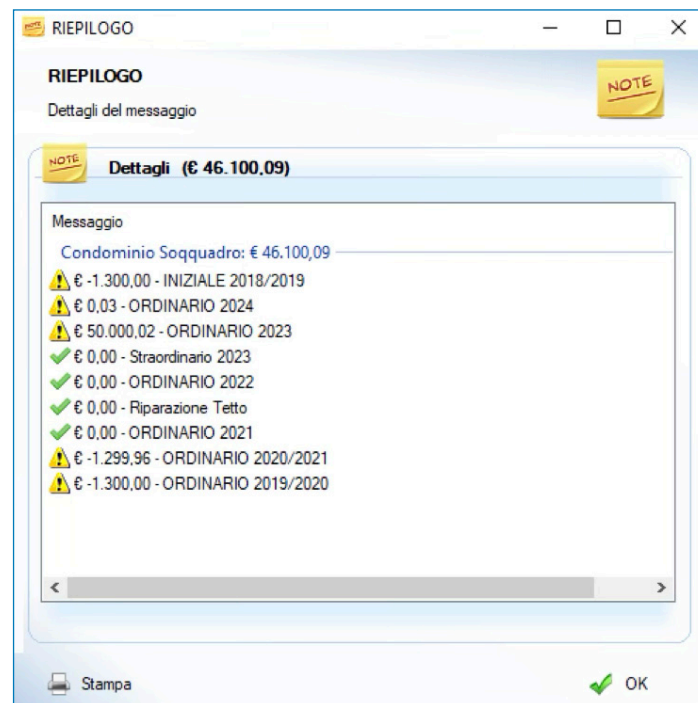 RIEPILOGO
RIEPILOGO
Dettagli del messaggio
NOTE
NOTE
Dettagli (€ 46.100,09)
Messaggio
Condominio Soqquadro: € 46.100,09
€ -1.300,00 - INIZIALE 2018/2019
€ 0,03 - ORDINARIO 2024
€ 50.000,02 - ORDINARIO 2023
€ 0,00 - Straordinario 2023
€ 0,00 - ORDINARIO 2022
€ 0,00 - Riparazione Tetto
€ 0,00 - ORDINARIO 2021
€ -1.299,96 - ORDINARIO 2020/2021
€ -1.300,00 - ORDINARIO 2019/2020
Stampa
OK